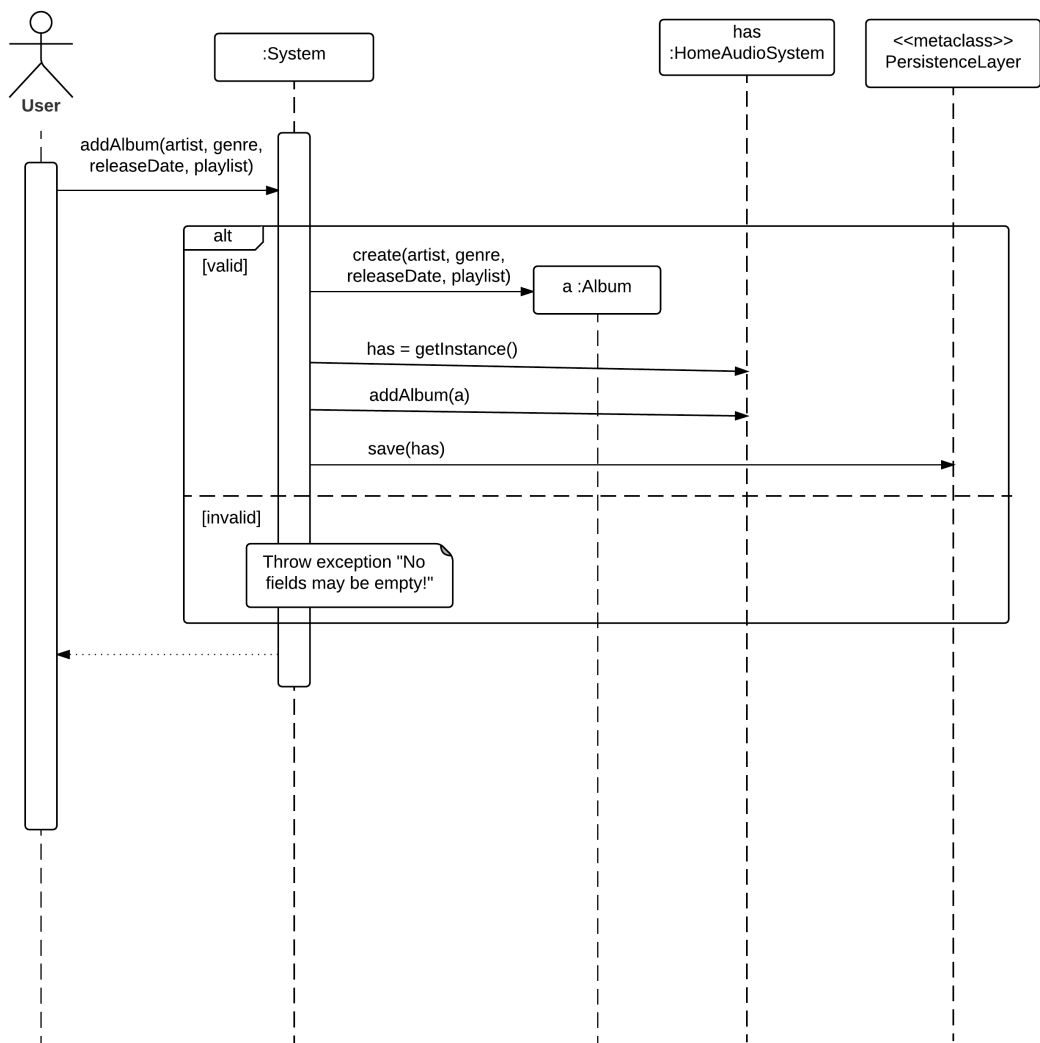 has
:HomeAudioSystem
<<metaclass>>
PersistenceLayer
:System
User
addAlbum(artist, genre,
releaseDate, playlist)
alt
[valid]
create(artist, genre,
releaseDate, playlist)
a :Album
has = getInstance()
addAlbum(a)
save(has)
[invalid]
Throw exception "No
fields may be empty!"